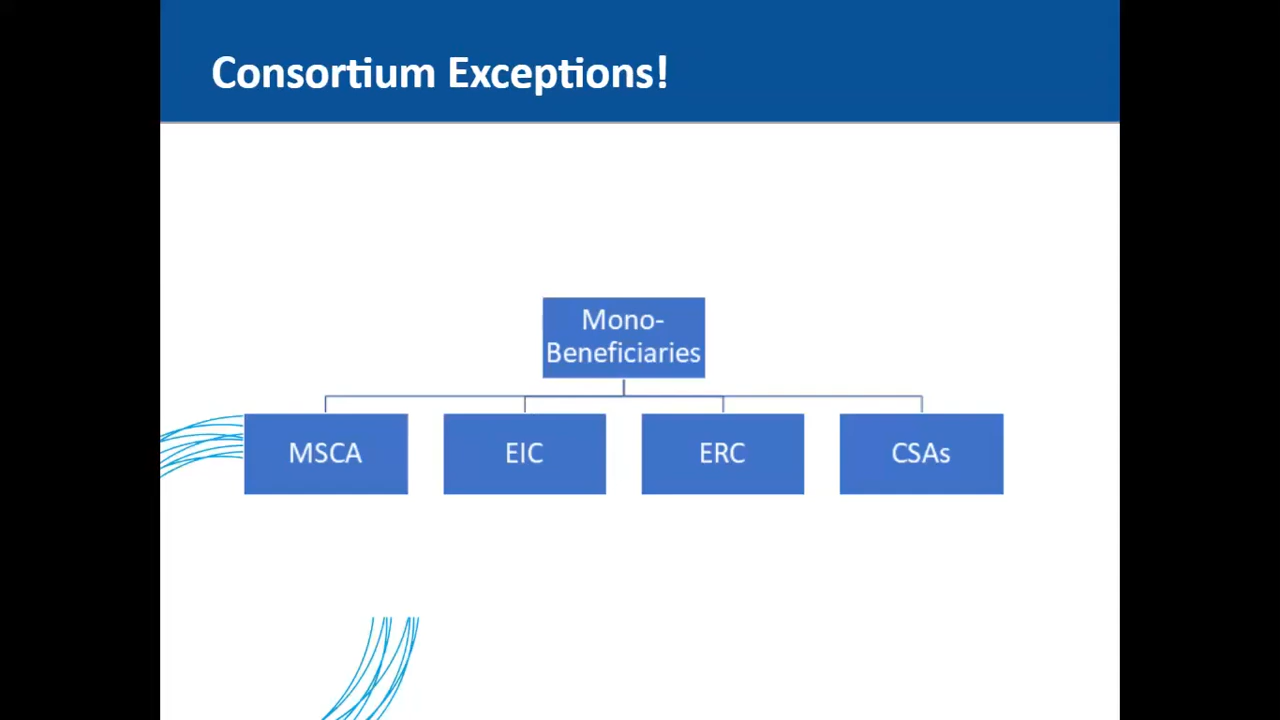 Consortium Exceptions!
Mono-
Beneficiaries
MSCA
EIC
ERC
CSAs